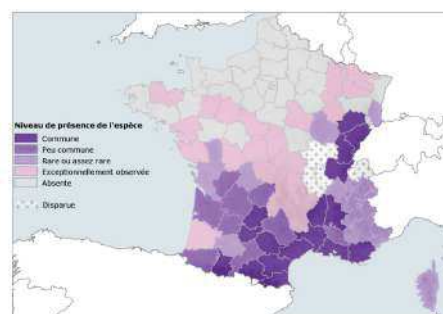 Niveau de présence de l'espèce
Commune
Peu commune
Rare ou assez rare
Exceptionnellement observée
Absente
Disparue